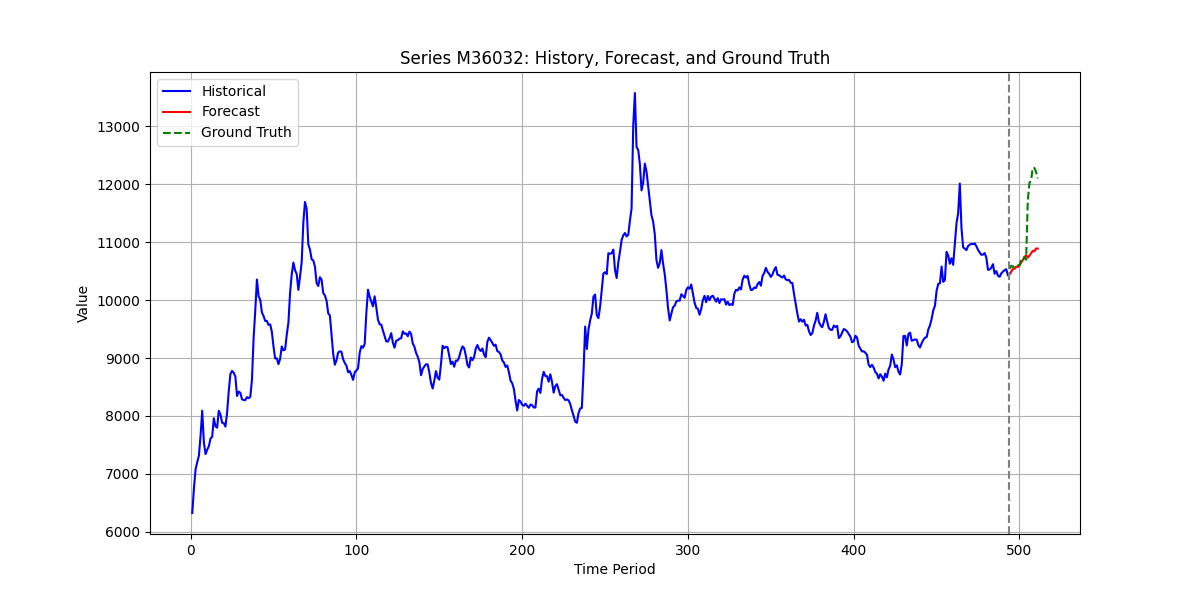 Series M36032: History, Forecast, and Ground Truth
Historical
Forecast
Ground Truth
13000
12000
11000
10000
9000
8000
7000
6000
Value
0 100 200 300 400 500
Time Period